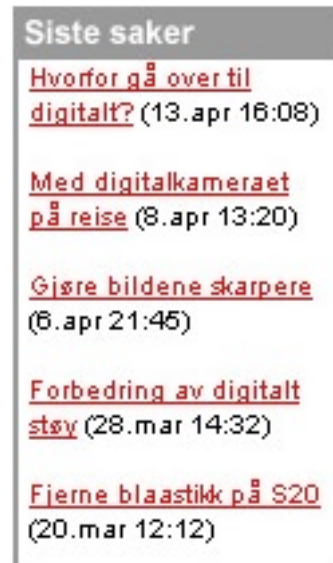 Siste saker
Hvorfor gå over til
digitalt? (13.apr 16:08)
Med digitalkameraet
på reise (8.apr 13:20)
Gjøre bildene skarpere
(6.apr 21:45)
Forbedring av digitalt
støy (28.mar 14:32)
Fjerne blaastikk på S20
(20.mar 12:12)